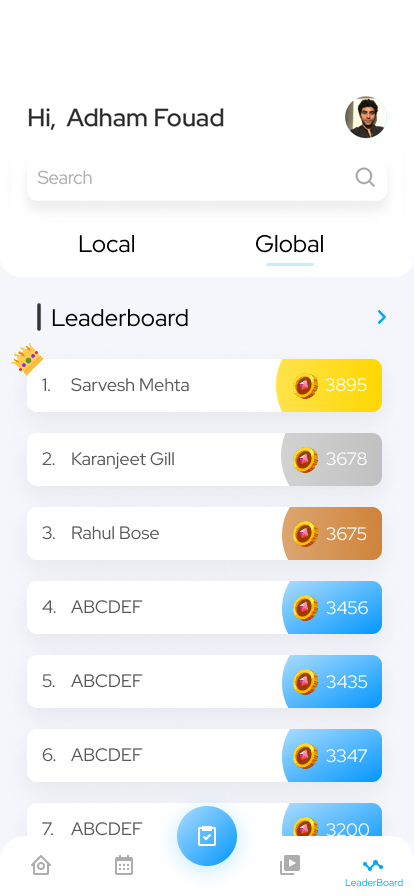 Hi, Adham Fouad
Search
Local Global
Leaderboard
1. Sarvesh Mehta 3895
2. Karanjeet Gill 3678
3. Rahul Bose 3675
4. ABCDEF 3456
5. ABCDEF 3435
6. ABCDEF 3347
7. ABCDEF 3200
LeaderBoard